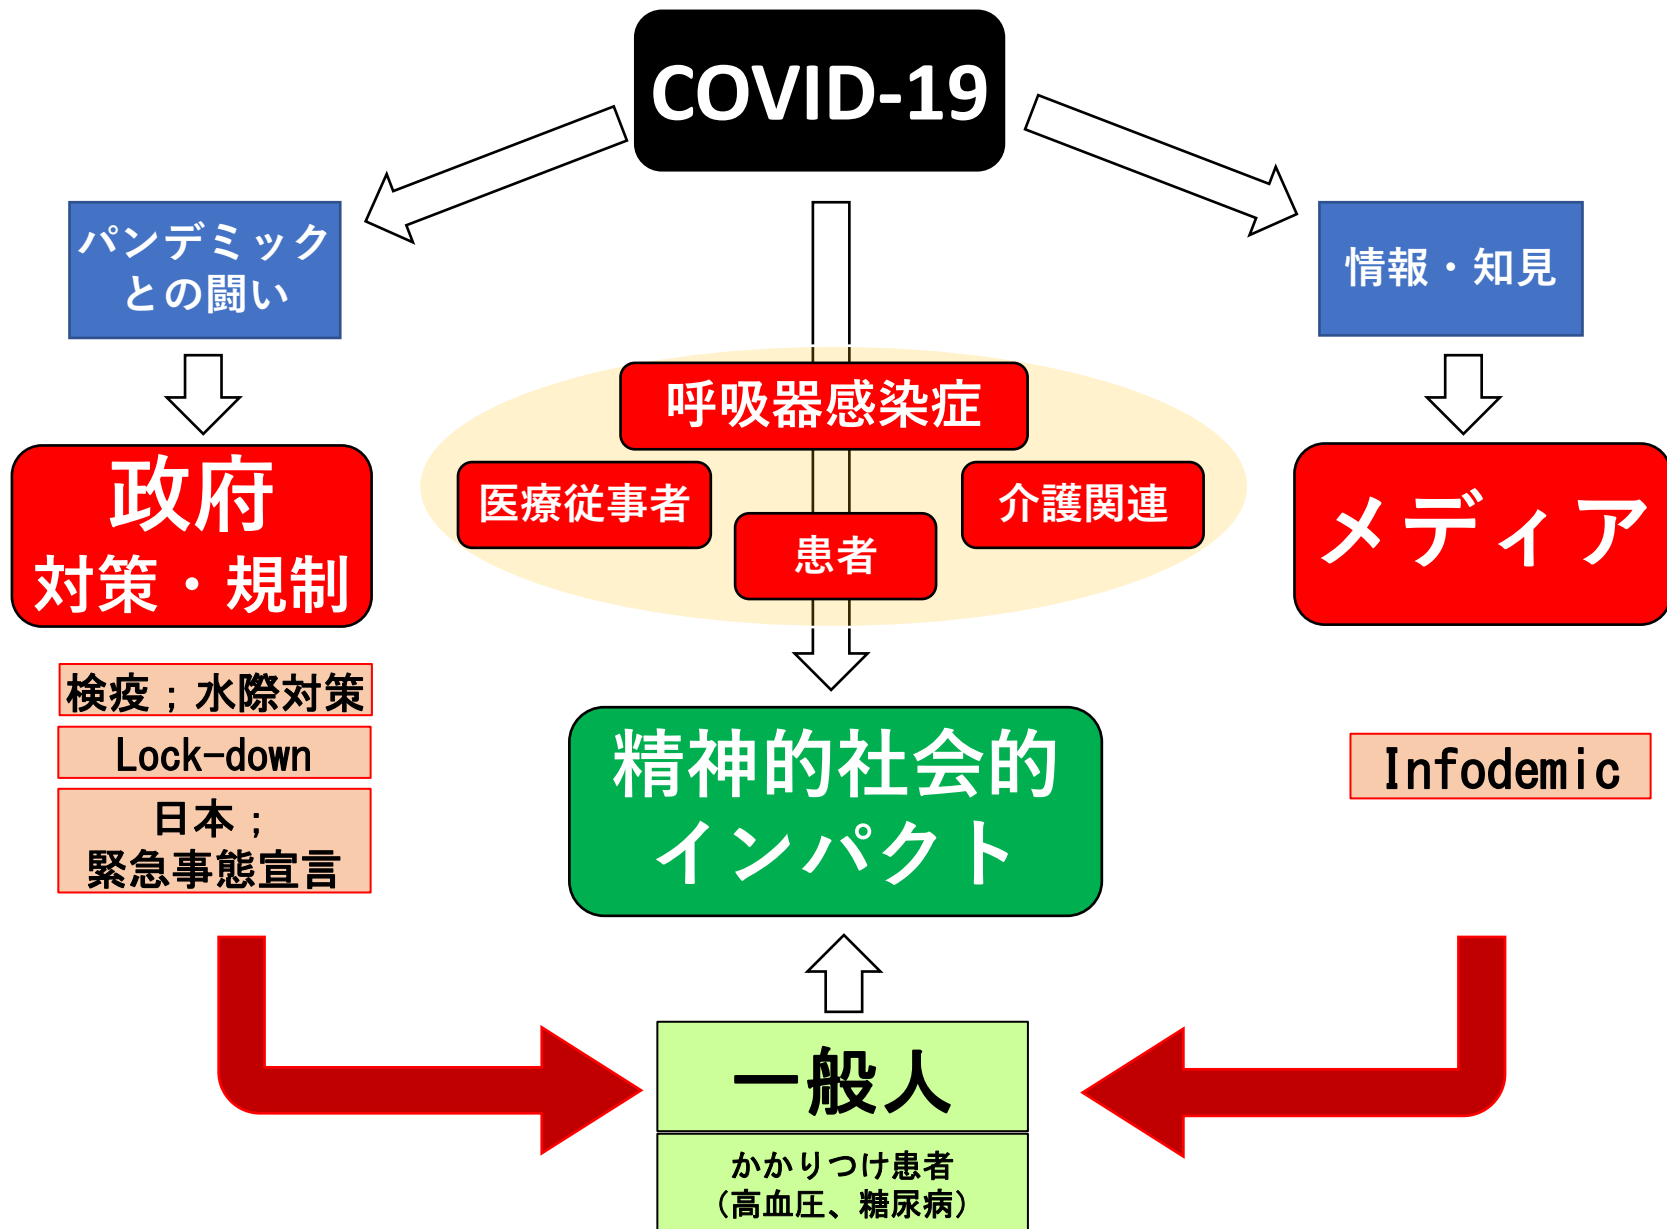 COVID-19
パンデミック
との闘い
情報・知見
呼吸器感染症
医療従事者
介護関連
患者
政府
対策・規制
メディア
検疫；水際対策
Lock-down
日本；
緊急事態宣言
精神的社会的
インパクト
Infodemic
一般人
かかりつけ患者
（高血圧、糖尿病）